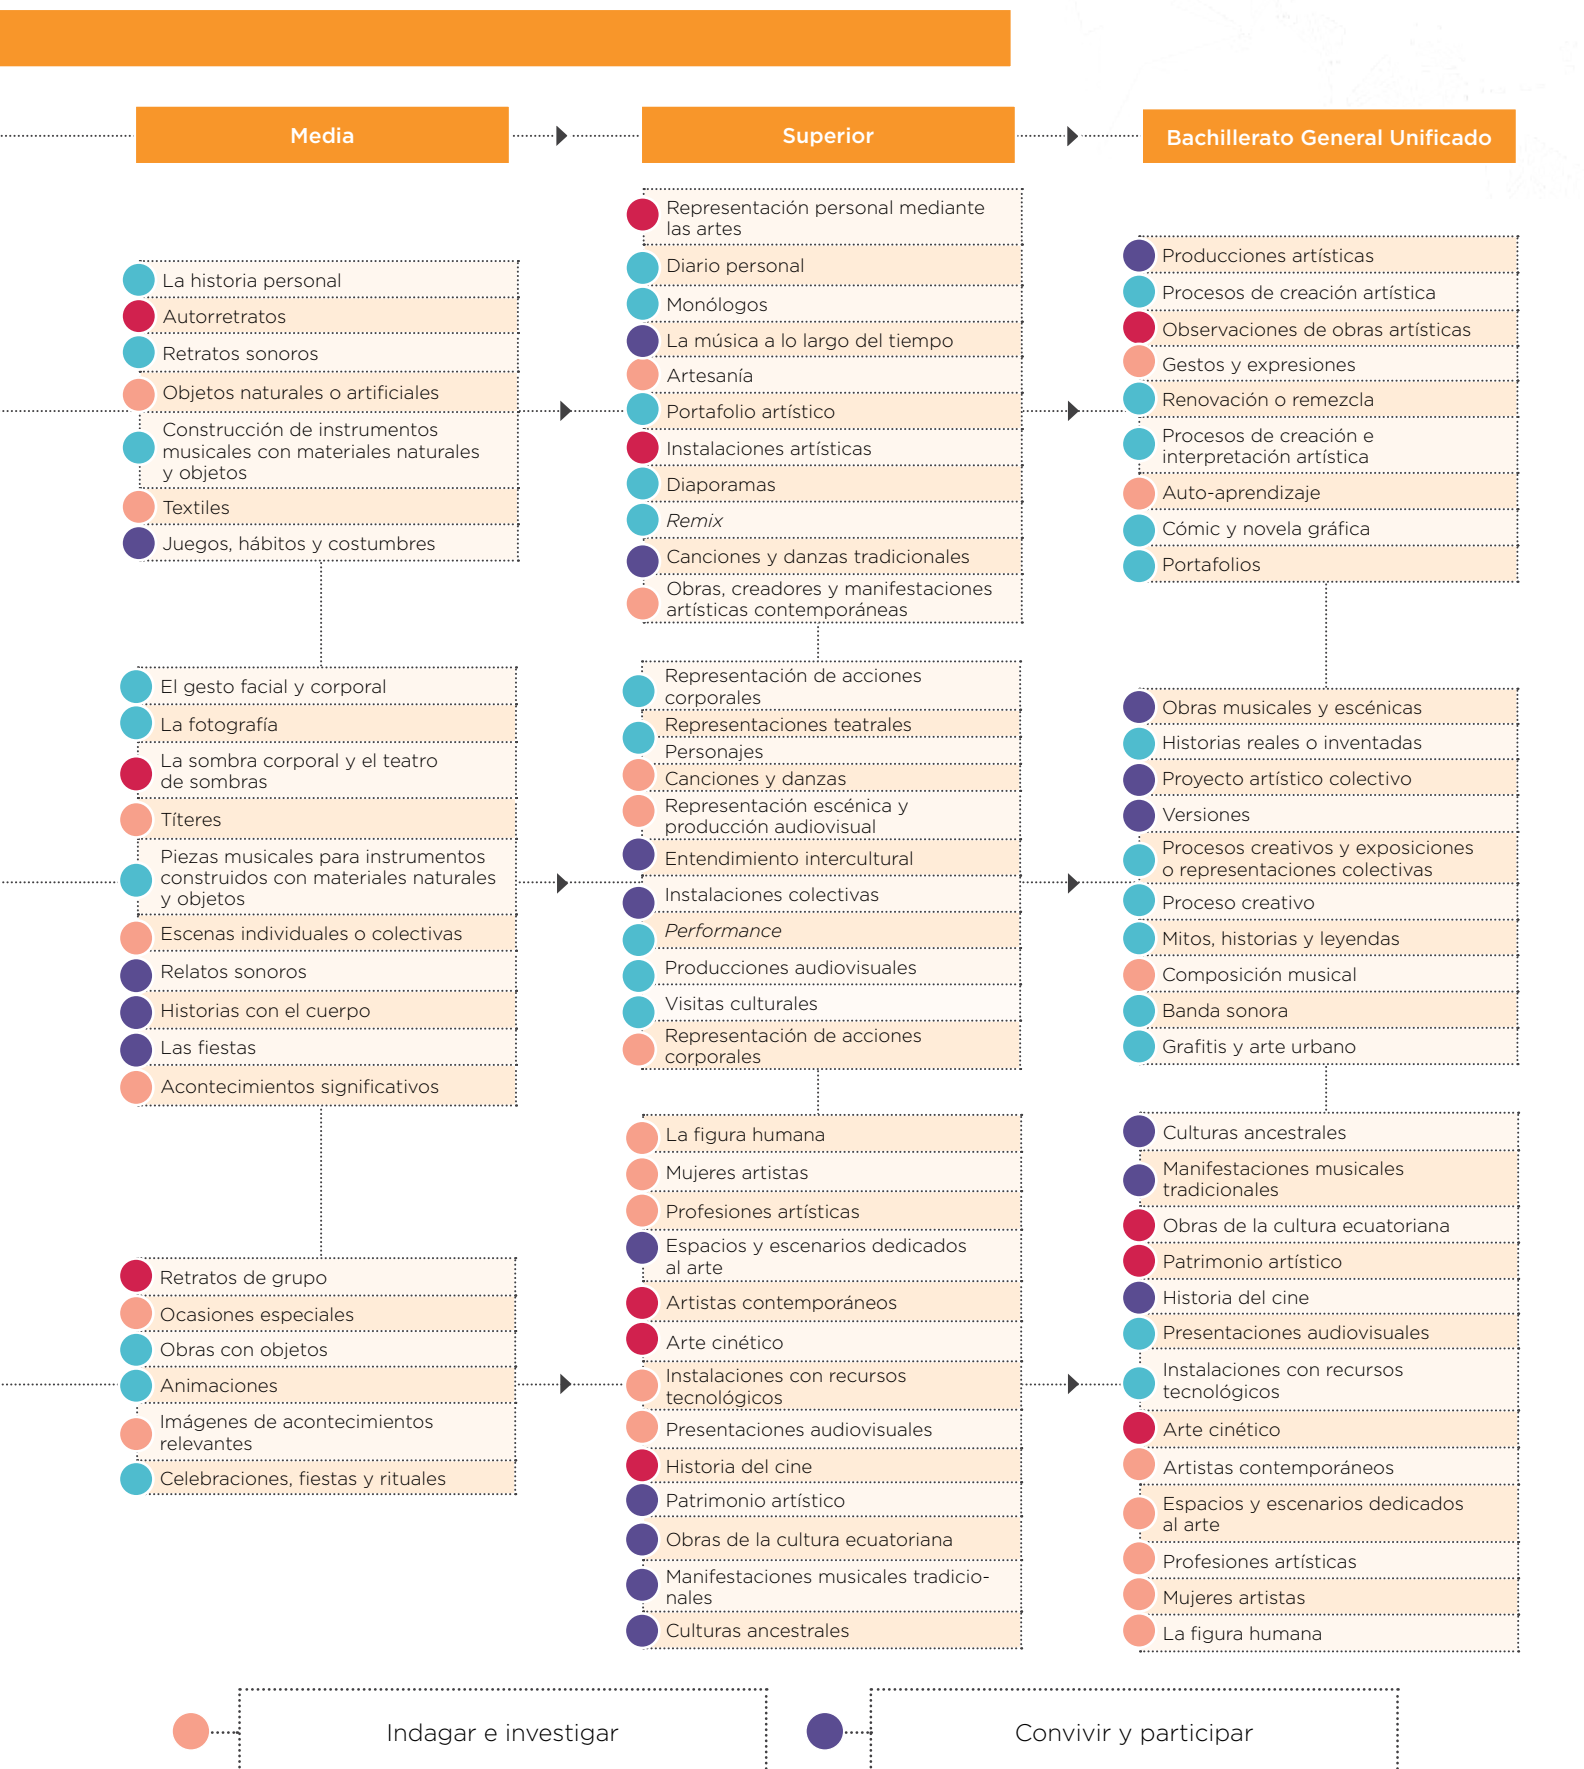 Media
Superior
Bachillerato General Unificado
La historia personal
Autorretratos
Retratos sonoros
Objetos naturales o artificiales
Construcción de instrumentos
musicales con materiales naturales
y objetos
Textiles
Juegos, hábitos y costumbres
Representación personal mediante
las artes
Diario personal
Monólogos
La música a lo largo del tiempo
Artesanía
Portafolio artístico
Instalaciones artísticas
Diaporamas
Remix
Canciones y danzas tradicionales
Obras, creadores y manifestaciones
artísticas contemporáneas
Producciones artísticas
Procesos de creación artística
Observaciones de obras artísticas
Gestos y expresiones
Renovación o remezcla
Procesos de creación e
interpretación artística
Auto-aprendizaje
Cómic y novela gráfica
Portafolios
El gesto facial y corporal
La fotografía
La sombra corporal y el teatro
de sombras
Títeres
Piezas musicales para instrumentos
construidos con materiales naturales
y objetos
Escenas individuales o colectivas
Relatos sonoros
Historias con el cuerpo
Las fiestas
Acontecimientos significativos
Representación de acciones
corporales
Representaciones teatrales
Personajes
Canciones y danzas
Representación escénica y
producción audiovisual
Entendimiento intercultural
Instalaciones colectivas
Performance
Producciones audiovisuales
Visitas culturales
Representación de acciones
corporales
Obras musicales y escénicas
Historias reales o inventadas
Proyecto artístico colectivo
Versiones
Procesos creativos y exposiciones
o representaciones colectivas
Proceso creativo
Mitos, historias y leyendas
Composición musical
Banda sonora
Grafitis y arte urbano
Retratos de grupo
Ocasiones especiales
Obras con objetos
Animaciones
Imágenes de acontecimientos
relevantes
Celebraciones, fiestas y rituales
La figura humana
Mujeres artistas
Profesiones artísticas
Espacios y escenarios dedicados
al arte
Artistas contemporáneos
Arte cinético
Instalaciones con recursos
tecnológicos
Presentaciones audiovisuales
Historia del cine
Patrimonio artístico
Obras de la cultura ecuatoriana
Manifestaciones musicales tradicio-
nales
Culturas ancestrales
Culturas ancestrales
Manifestaciones musicales
tradicionales
Obras de la cultura ecuatoriana
Patrimonio artístico
Historia del cine
Presentaciones audiovisuales
Instalaciones con recursos
tecnológicos
Arte cinético
Artistas contemporáneos
Espacios y escenarios dedicados
al arte
Profesiones artísticas
Mujeres artistas
La figura humana
Indagar e investigar
Convivir y participar